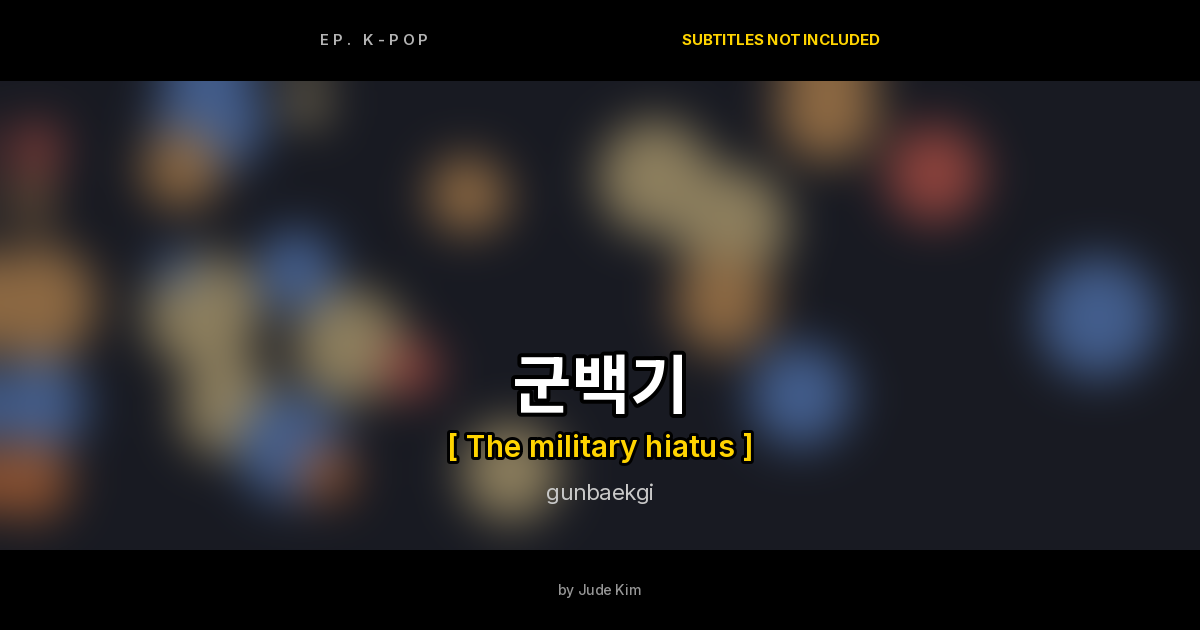 EP. K-POP
SUBTITLES NOT INCLUDED
군백기
[ The military hiatus ]
gunbaekgi
by Jude Kim